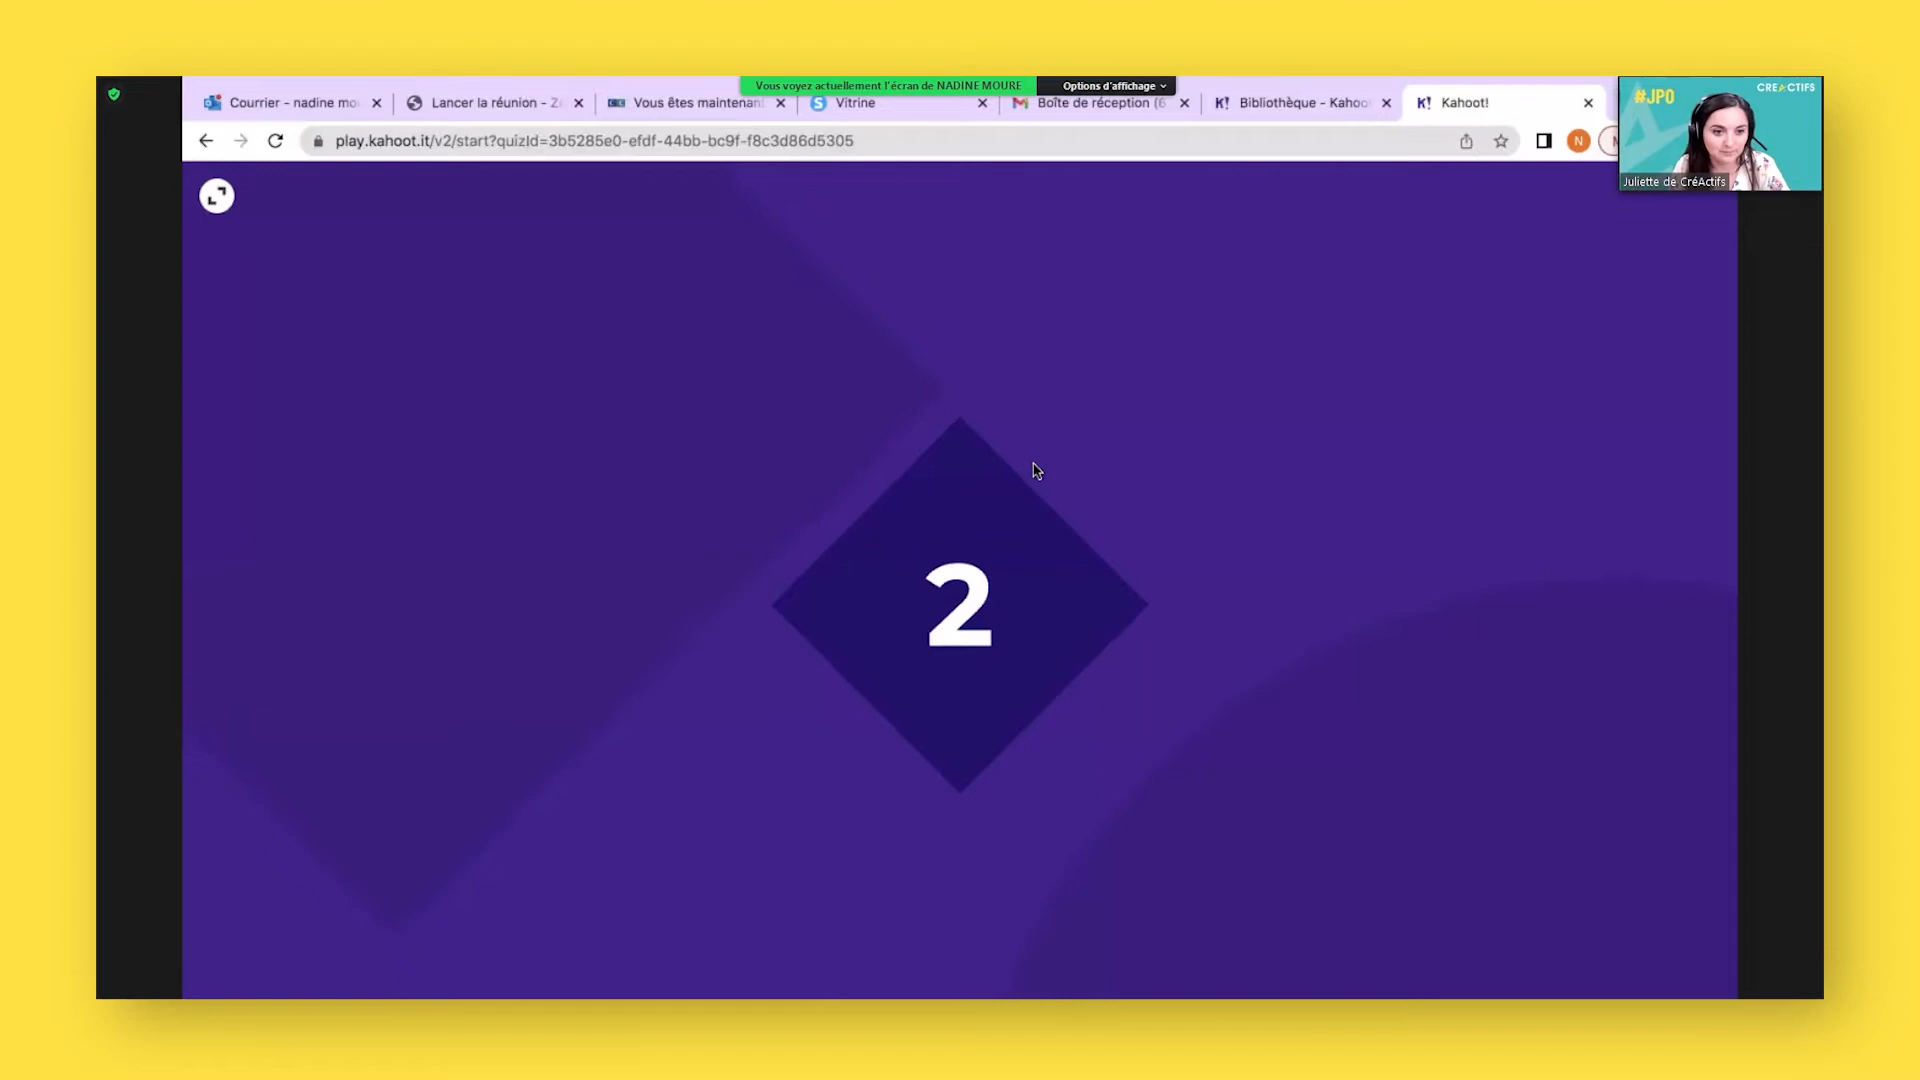 Vous voyez actuellement l'écran de NADINE MOURE
Options d'affichage
Courrier - nadine mo
Lancer la réunion - Z
Vous êtes maintenan
Vitrine
Boîte de réception (6
Bibliothèque - Kahoo
Kahoot!
play.kahoot.it/v2/start?quizId=3b5285e0-efdf-44bb-bc9f-f8c3d86d5305
N
#JPO
CREACTIFS
Juliette de CréActifs
2